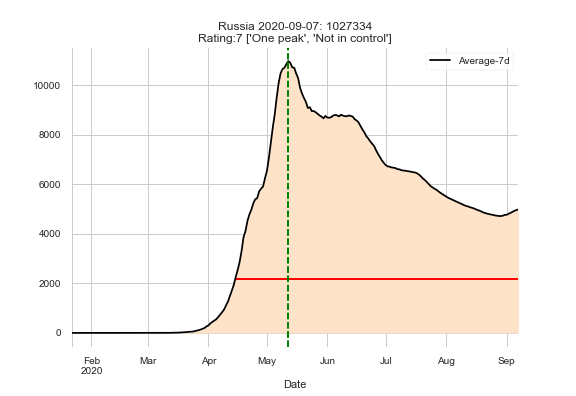 Russia 2020-09-07: 1027334
Rating:7 ['One peak', 'Not in control']
Average-7d
10000
8000
6000
4000
2000
0
Feb Mar Apr May Jun Jul Aug Sep
2020
Date